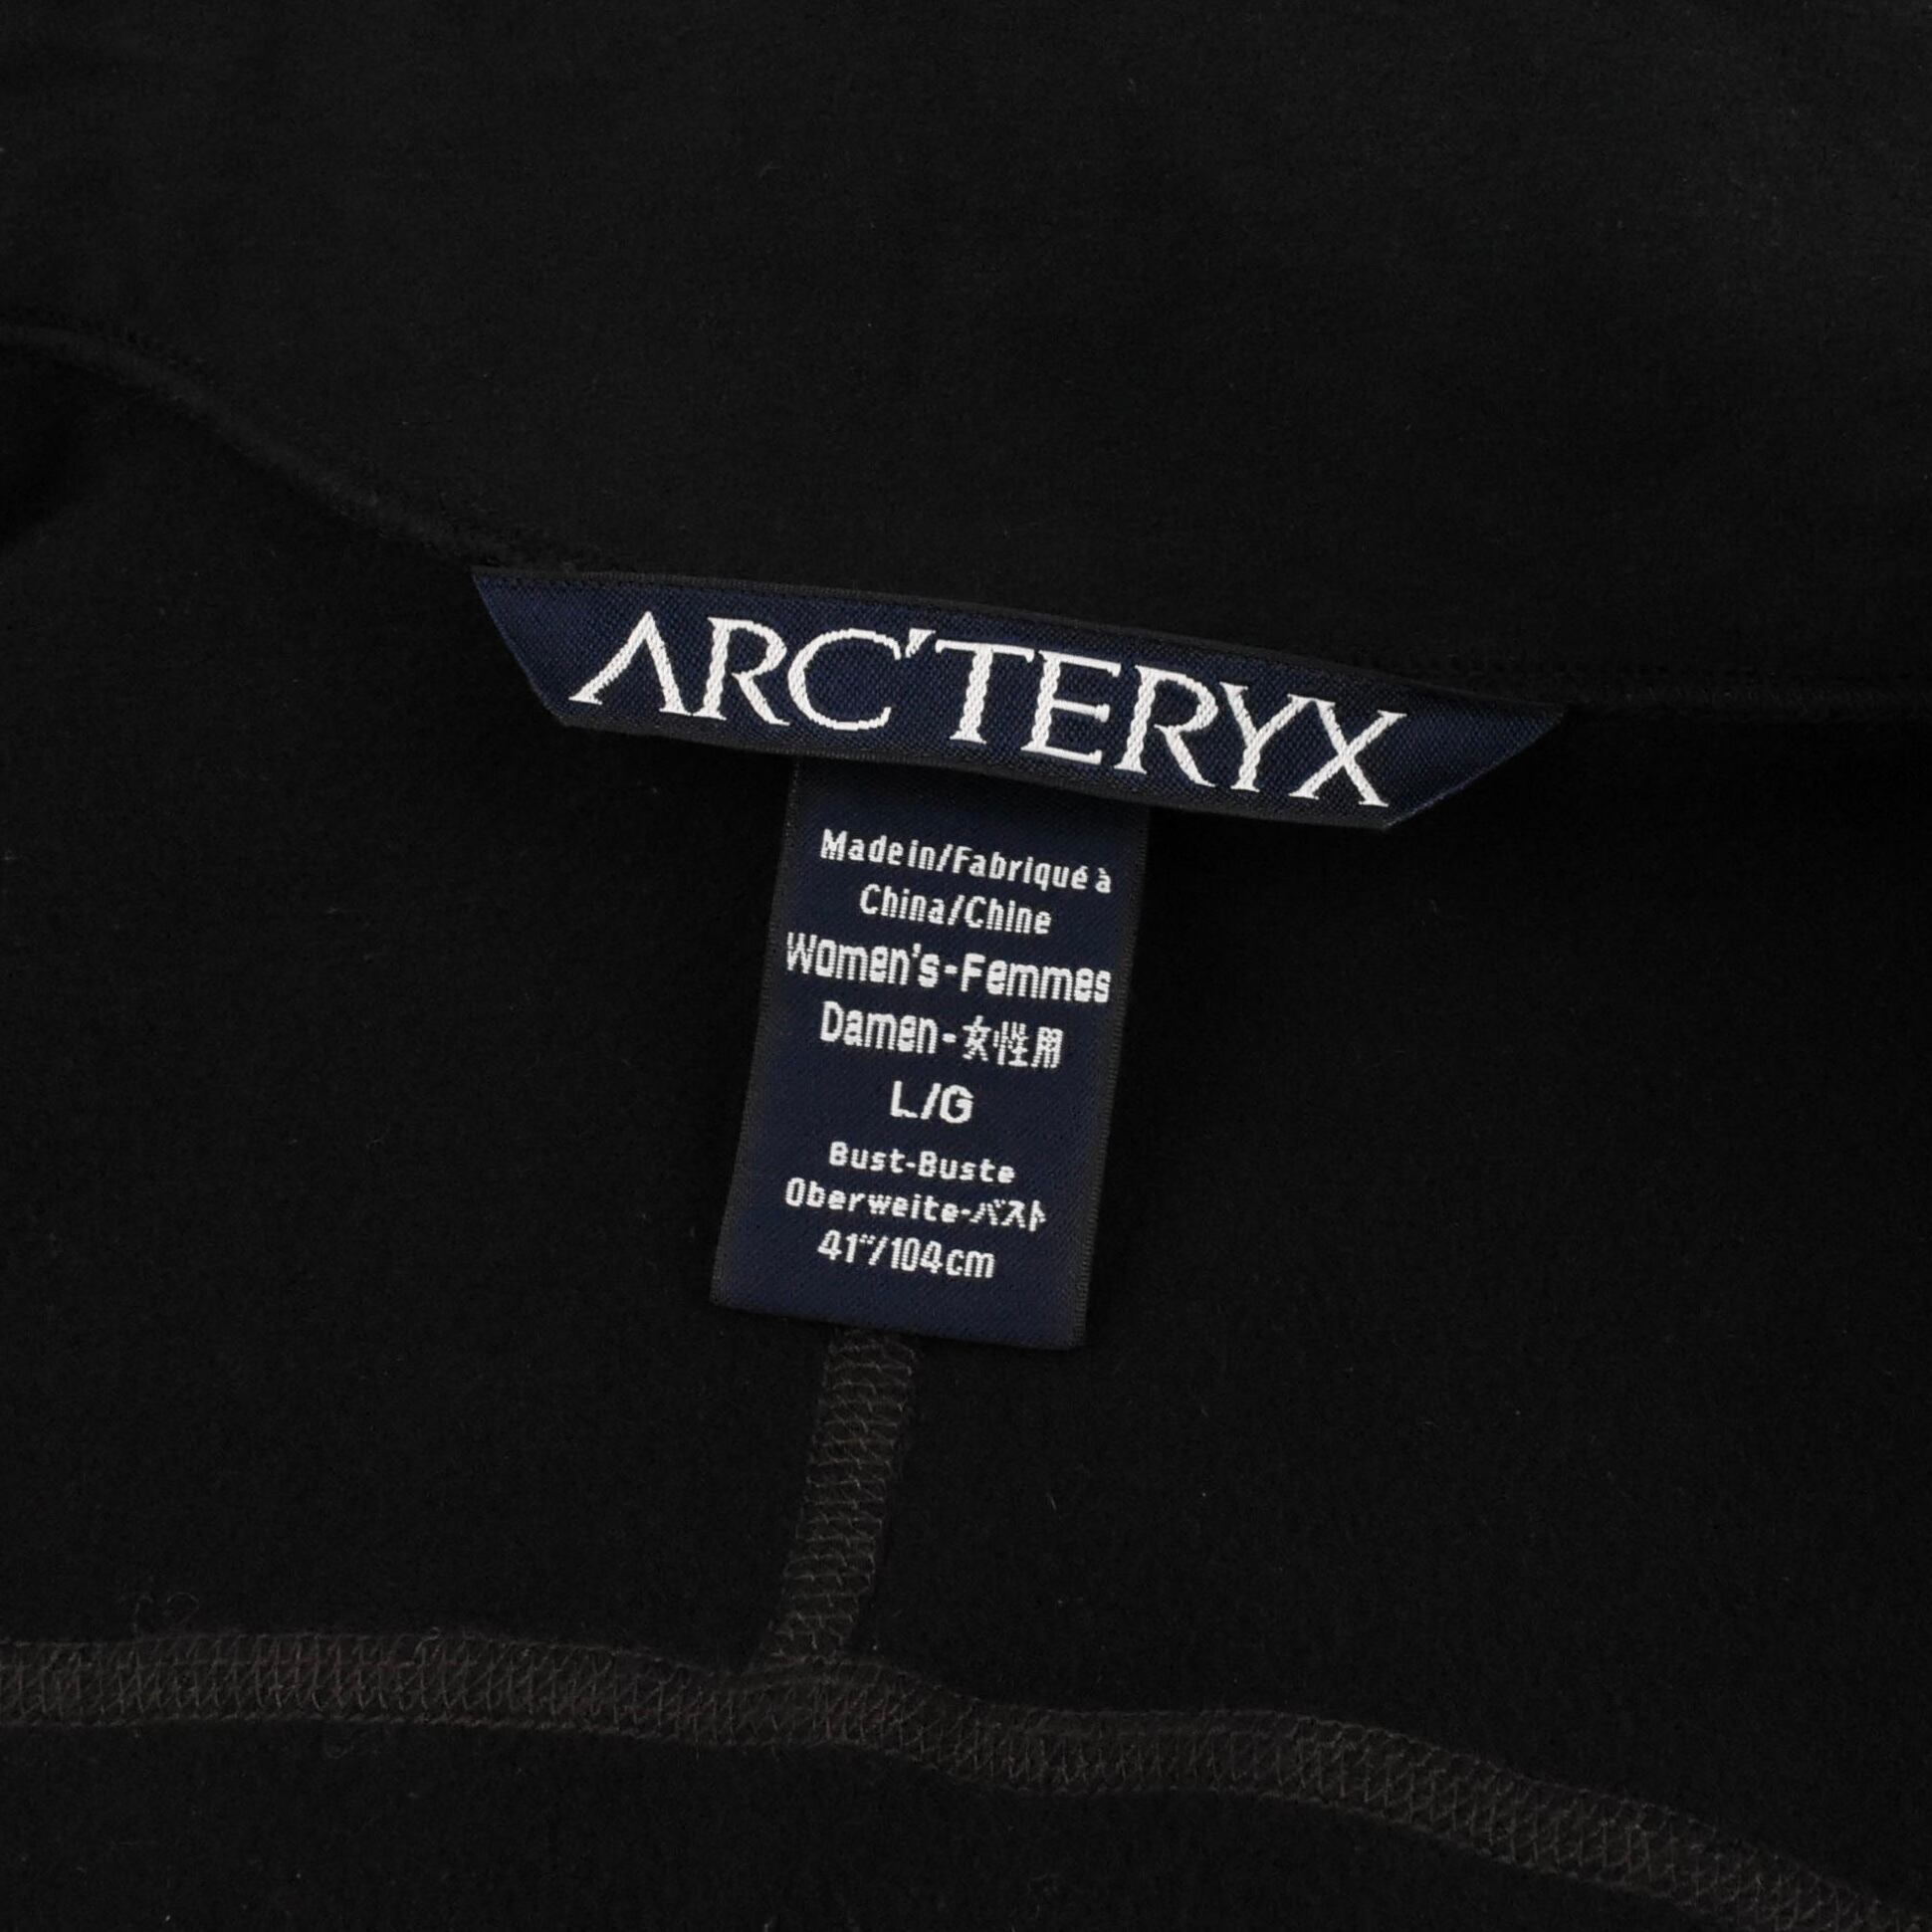 ARC'TERYX
Made in/Fabriqué à
China/Chine
Women's-Femmes
Damen-女性用
L/G
Bust-Buste
Oberweite-バスト
41"/104cm